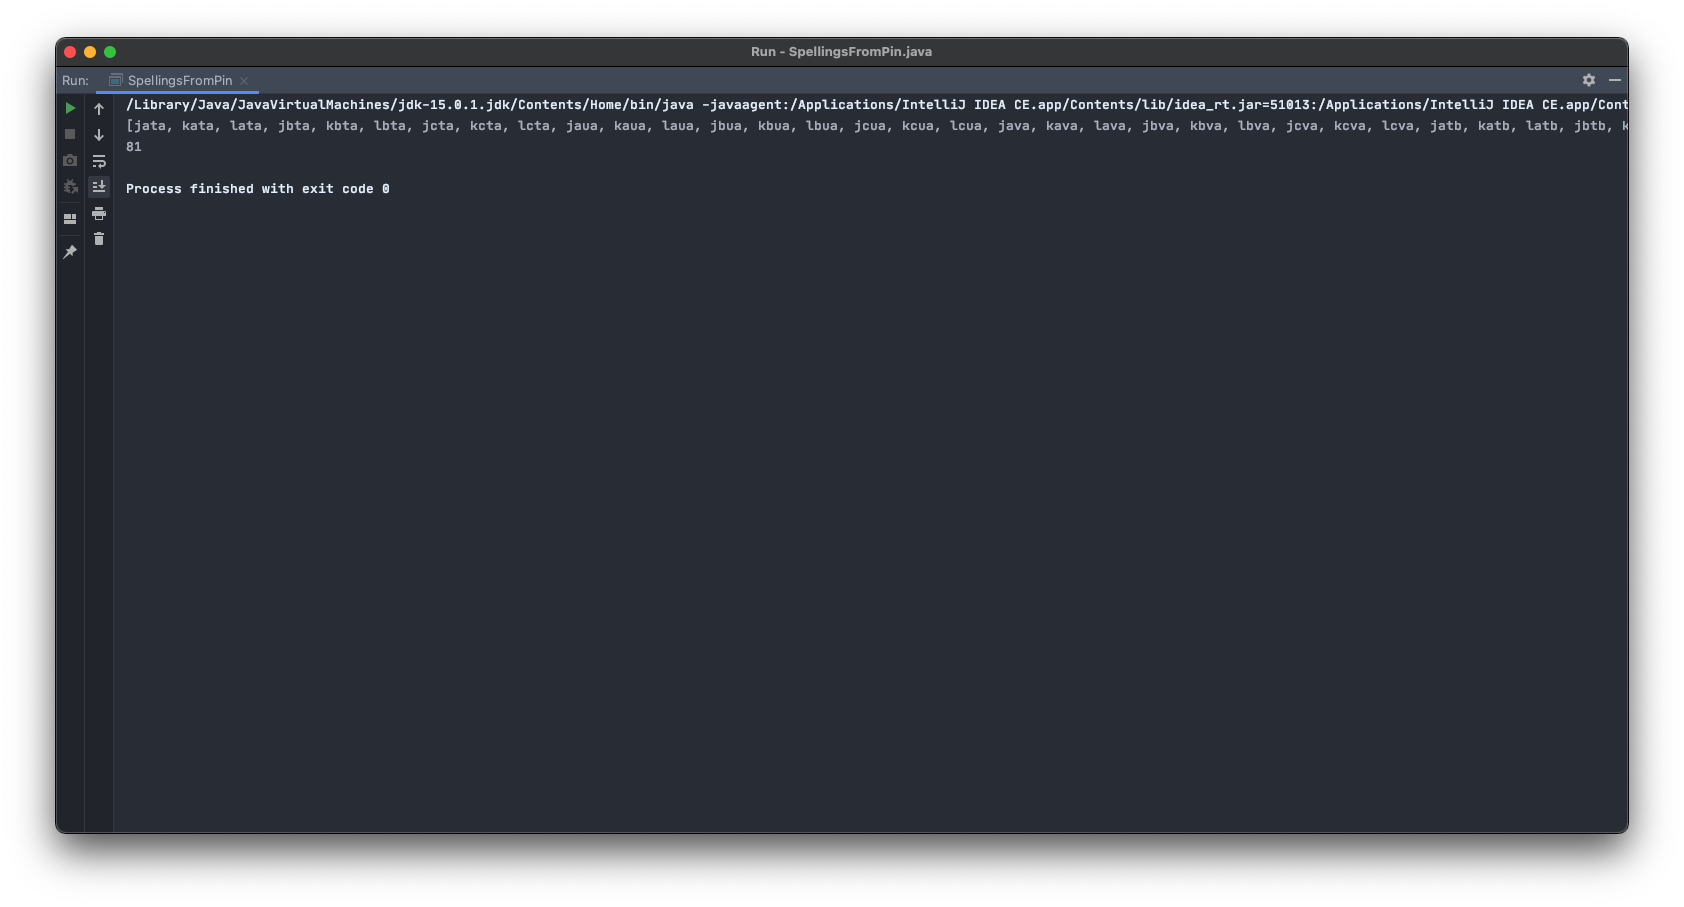 Run - SpellingsFromPin.java
Run: SpellingsFromPin
/Library/Java/JavaVirtualMachines/jdk-15.0.1.jdk/Contents/Home/bin/java -javaagent:/Applications/IntelliJ IDEA CE.app/Contents/lib/idea_rt.jar=51013:/Applications/IntelliJ IDEA CE.app/Cont
[jata, kata, lata, jbta, kbta, lbta, jcta, kcta, lcta, jaua, kaua, laua, jbua, kbua, lbua, jcua, kcua, lcua, java, kava, lava, jbva, kbva, lbva, jcva, kcva, lcva, jatb, katb, latb, jbtb, k
81
Process finished with exit code 0